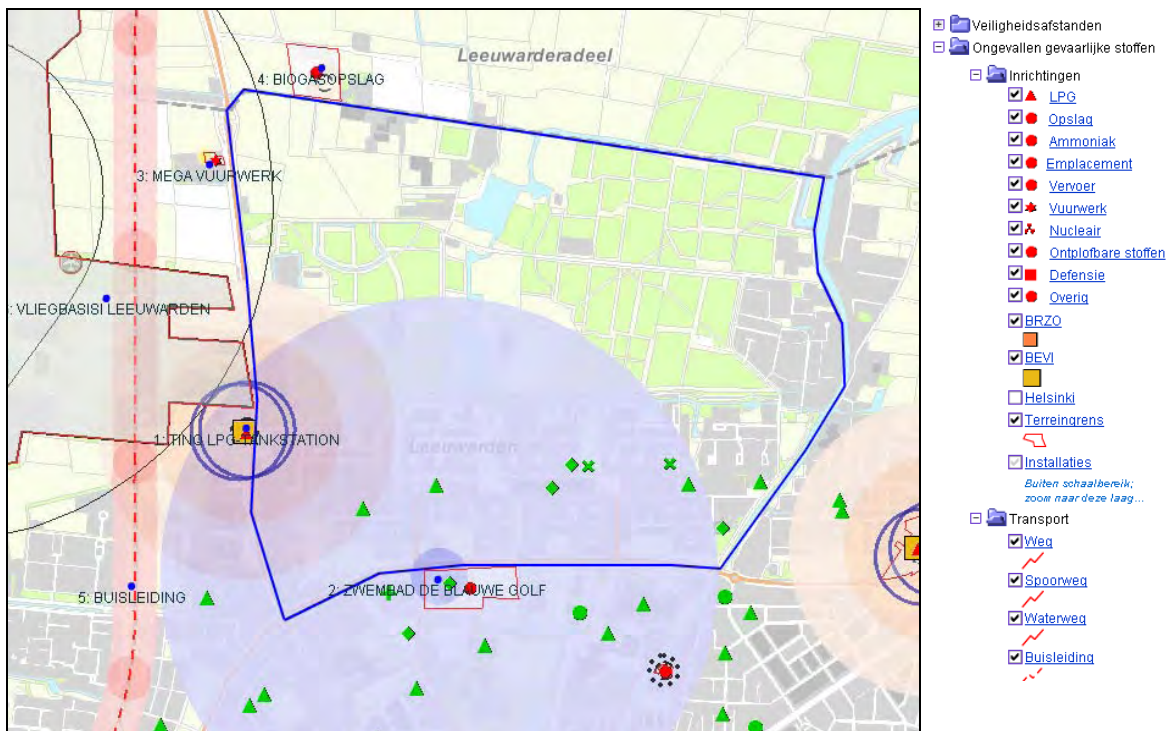 Leeuwarderadeel
4: BIOGASOPSLAG
3: MEGA VUURWERK
: VLIEGBASISI LEEUWARDEN
1: TING LPG-TANKSTATION
Leeuwarden
2: ZWEMBAD DE BLAUWE GOLF
5: BUISLEIDING
Veiligheidsafstanden
Ongevallen gevaarlijke stoffen
Inrichtingen
LPG
Opslag
Ammoniak
Emplacement
Vervoer
Vuurwerk
Nucleair
Ontplofbare stoffen
Defensie
Overig
BRZO
BEVI
Helsinki
Terreingrens
Installaties
Buiten schaalbereik;
zoom naar deze laag...
Transport
Weg
Spoorweg
Waterweg
Buisleiding